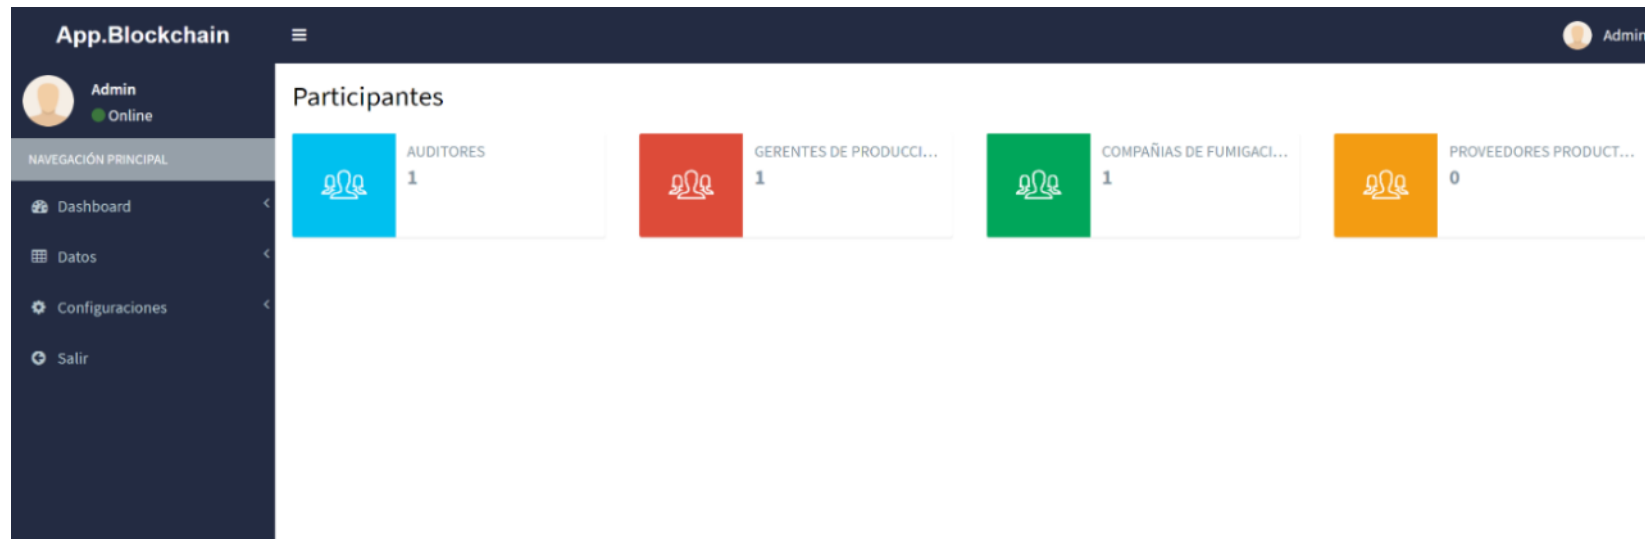 App.Blockchain
Admin
Admin
Online
NAVEGACIÓN PRINCIPAL
Dashboard
Datos
Configuraciones
Salir
Participantes
AUDITORES
1
GERENTES DE PRODUCCI...
1
COMPAÑIAS DE FUMIGACI...
1
PROVEEDORES PRODUCT...
0